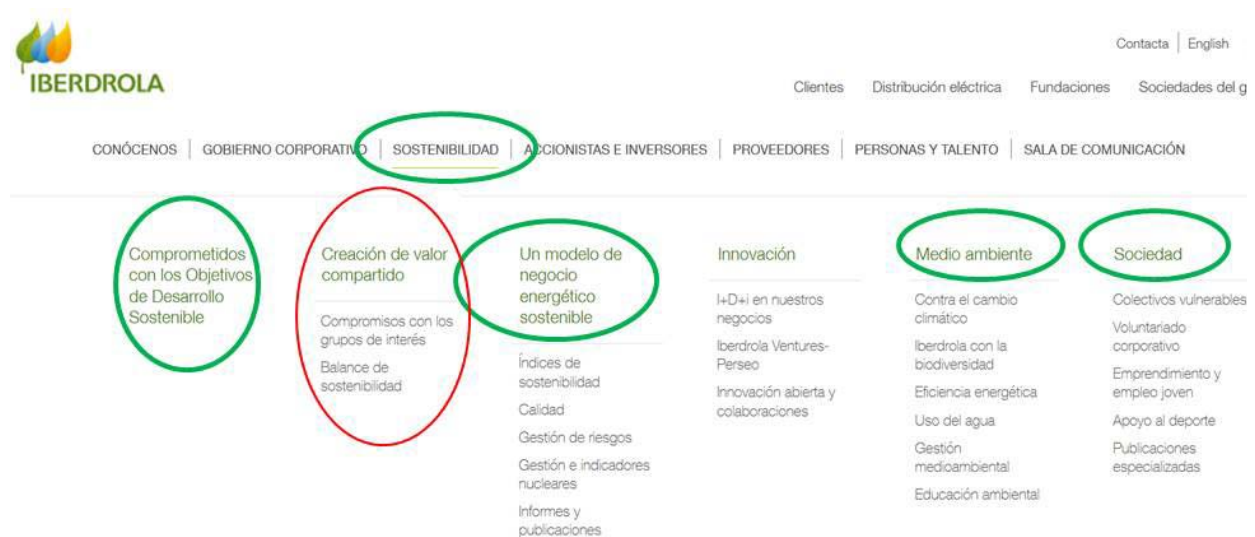 Contacta | English
IBERDROLA
Clientes Distribución eléctrica Fundaciones Sociedades del g
CONÓCENOS | GOBIERNO CORPORATIVO | SOSTENIBILIDAD | ACCIONISTAS E INVERSORES | PROVEEDORES | PERSONAS Y TALENTO | SALA DE COMUNICACIÓN
Comprometidos
con los Objetivos
de Desarrollo
Sostenible
Creación de valor
compartido
Compromisos con los
grupos de interés
Balance de
sostenibilidad
Un modelo de
negocio
energético
sostenible
Índices de
sostenibilidad
Calidad
Gestión de riesgos
Gestión e indicadores
nucleares
Informes y
publicaciones
Innovación
I+D+i en nuestros
negocios
Iberdrola Ventures-
Perseo
Innovación abierta y
colaboraciones
Medio ambiente
Contra el cambio
climático
Iberdrola con la
biodiversidad
Eficiencia energética
Uso del agua
Gestión
medioambiental
Educación ambiental
Sociedad
Colectivos vulnerables
Voluntariado
corporativo
Emprendimiento y
empleo joven
Apoyo al deporte
Publicaciones
especializadas